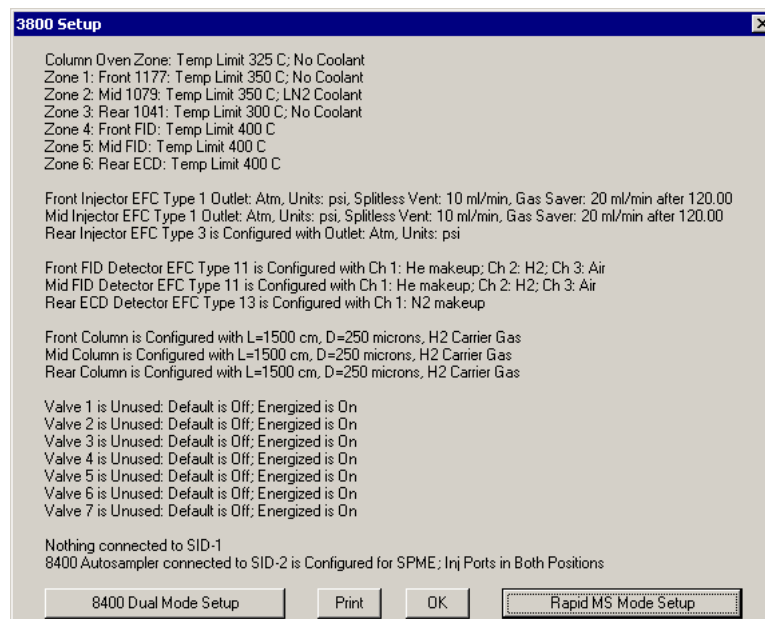 3800 Setup
Column Oven Zone: Temp Limit 325 C; No Coolant
Zone 1: Front 1177: Temp Limit 350 C; No Coolant
Zone 2: Mid 1079: Temp Limit 350 C; LN2 Coolant
Zone 3: Rear 1041: Temp Limit 300 C; No Coolant
Zone 4: Front FID: Temp Limit 400 C
Zone 5: Mid FID: Temp Limit 400 C
Zone 6: Rear ECD: Temp Limit 400 C
Front Injector EFC Type 1 Outlet: Atm, Units: psi, Splitless Vent: 10 ml/min, Gas Saver: 20 ml/min after 120.00
Mid Injector EFC Type 1 Outlet: Atm, Units: psi, Splitless Vent: 10 ml/min, Gas Saver: 20 ml/min after 120.00
Rear Injector EFC Type 3 is Configured with Outlet: Atm, Units: psi
Front FID Detector EFC Type 11 is Configured with Ch 1: He makeup; Ch 2: H2; Ch 3: Air
Mid FID Detector EFC Type 11 is Configured with Ch 1: He makeup; Ch 2: H2; Ch 3: Air
Rear ECD Detector EFC Type 13 is Configured with Ch 1: N2 makeup
Front Column is Configured with L=1500 cm, D=250 microns, H2 Carrier Gas
Mid Column is Configured with L=1500 cm, D=250 microns, H2 Carrier Gas
Rear Column is Configured with L=1500 cm, D=250 microns, H2 Carrier Gas
Valve 1 is Unused: Default is Off; Energized is On
Valve 2 is Unused: Default is Off; Energized is On
Valve 3 is Unused: Default is Off; Energized is On
Valve 4 is Unused: Default is Off; Energized is On
Valve 5 is Unused: Default is Off; Energized is On
Valve 6 is Unused: Default is Off; Energized is On
Valve 7 is Unused: Default is Off; Energized is On
Nothing connected to SID-1
8400 Autosampler connected to SID-2 is Configured for SPME; Inj Ports in Both Positions
8400 Dual Mode Setup Print OK Rapid MS Mode Setup